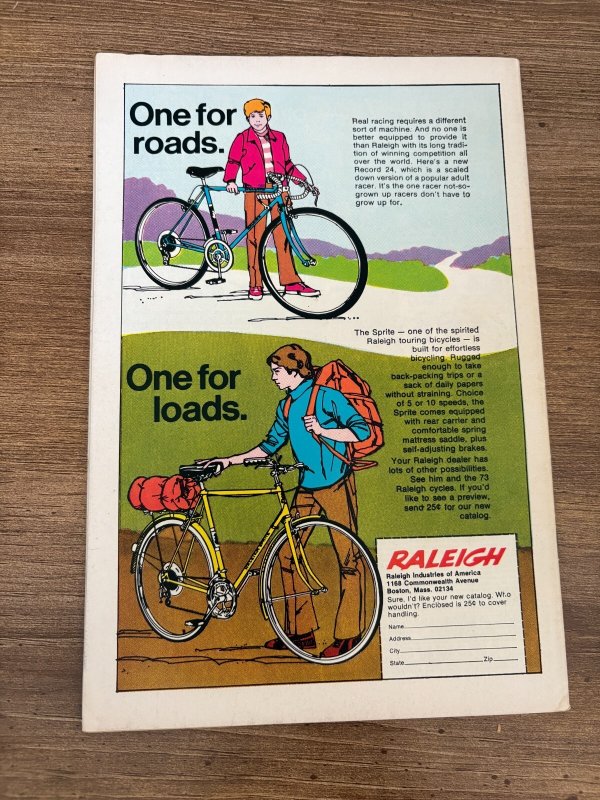 One for
roads.
Real racing requires a different
sort of machine. And no one is
better equipped to provide it
than Raleigh with its long tradi-
tion of winning competition all
over the world. Here's a new
Record 24, which is a scaled
down version of a popular adult
racer. It's the one racer not-so-
grown up racers don't have to
grow up for.
The Sprite — one of the spirited
Raleigh touring bicycles — is
built for effortless
bicycling. Rugged
enough to take
back-packing trips or a
sack of daily papers
without straining. Choice
of 5 or 10 speeds, the
Sprite comes equipped
with rear carrier and
comfortable spring
mattress saddle, plus
self-adjusting brakes.
Your Raleigh dealer has
lots of other possibilities.
See him and the 73
Raleigh cycles. If you'd
like to see a preview,
send 25¢ for our new
catalog.
One for
loads.
RALEIGH
Raleigh Industries of America
1168 Commonwealth Avenue
Boston, Mass. 02134
Sure, I'd like your new catalog. Who
wouldn't? Enclosed is 25¢ to cover
handling.
Name
Address
City
State Zip